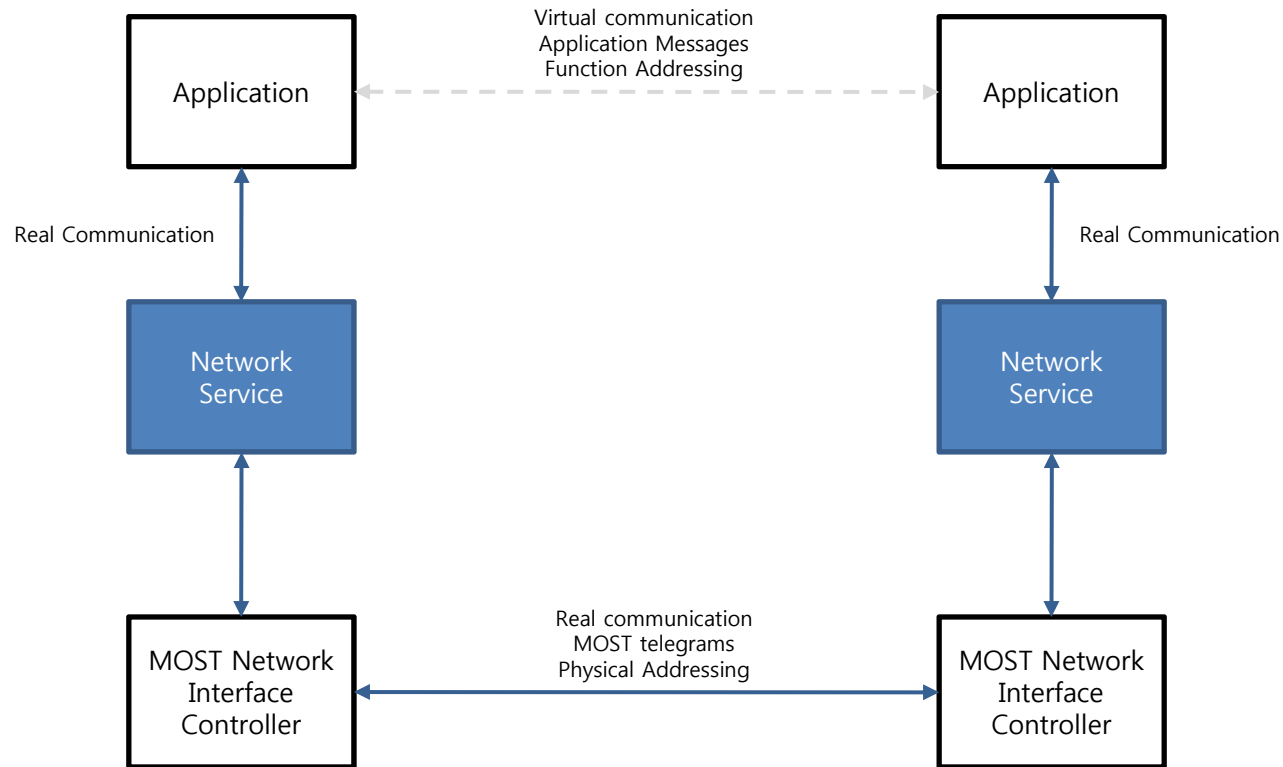 Virtual communication
Application Messages
Function Addressing
Application
Application
Real Communication
Real Communication
Network
Service
Network
Service
Real communication
MOST telegrams
Physical Addressing
MOST Network
Interface
Controller
MOST Network
Interface
Controller